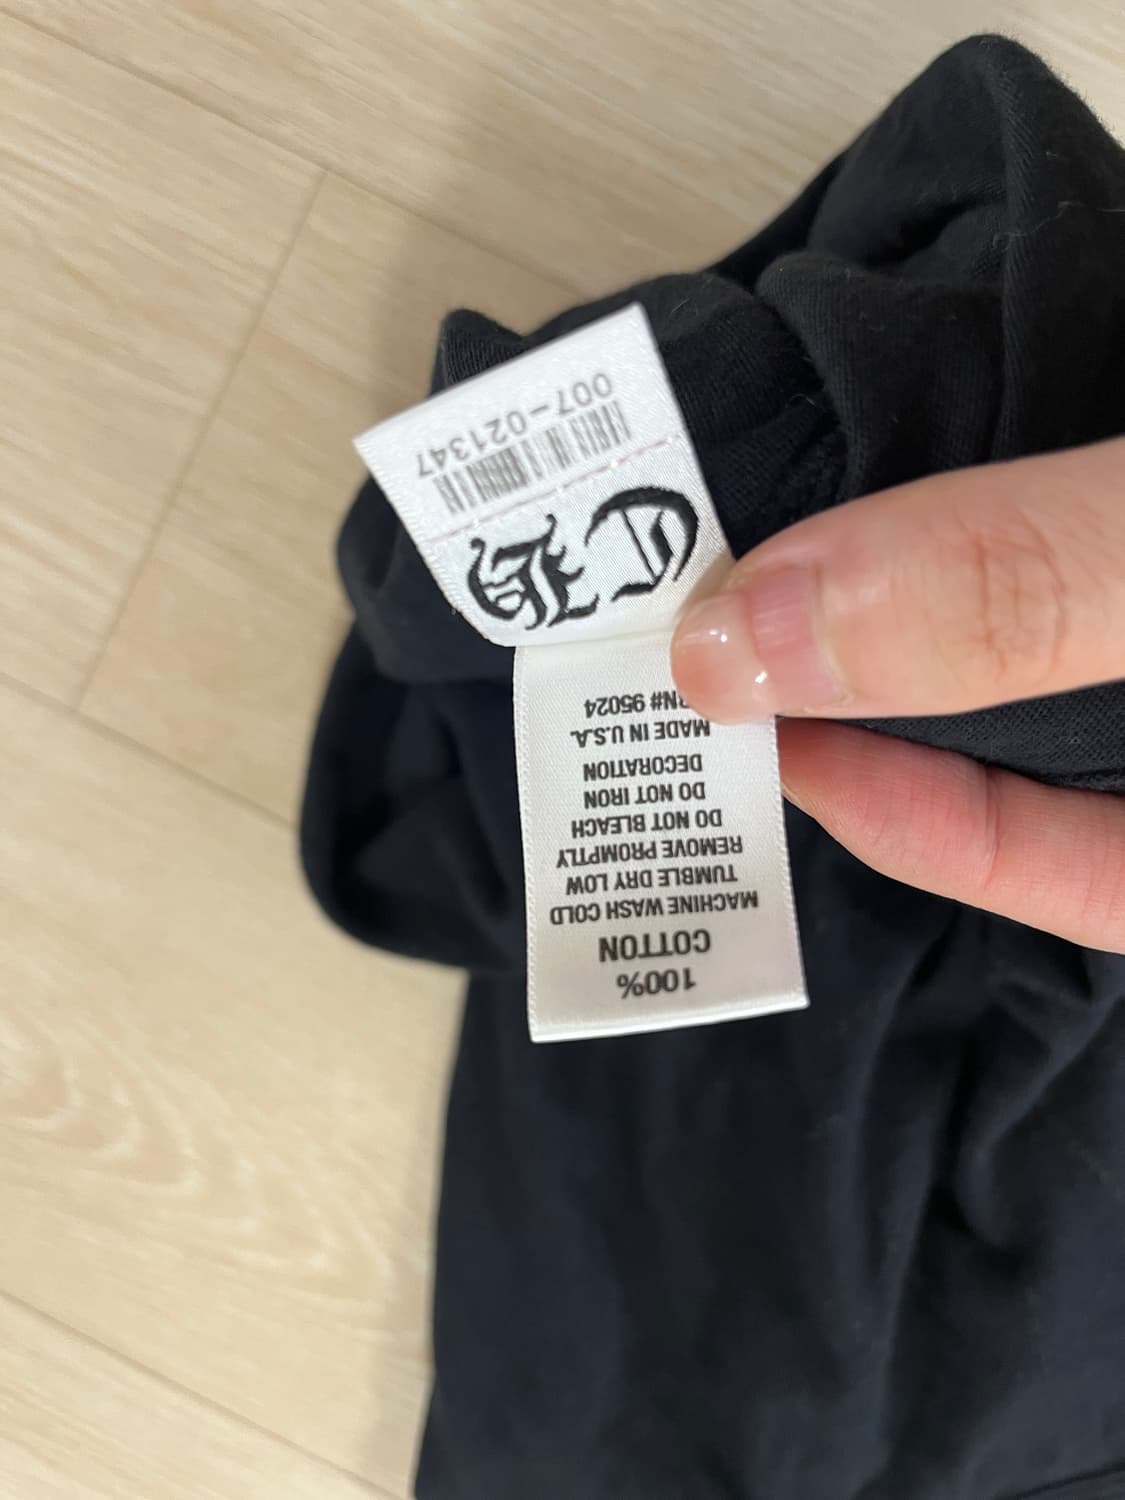 100%
COTTON
MACHINE WASH COLD
TUMBLE DRY LOW
REMOVE PROMPTLY
DO NOT BLEACH
DO NOT IRON
DECORATION
MADE IN U.S.A.
RN# 95024
007-021347